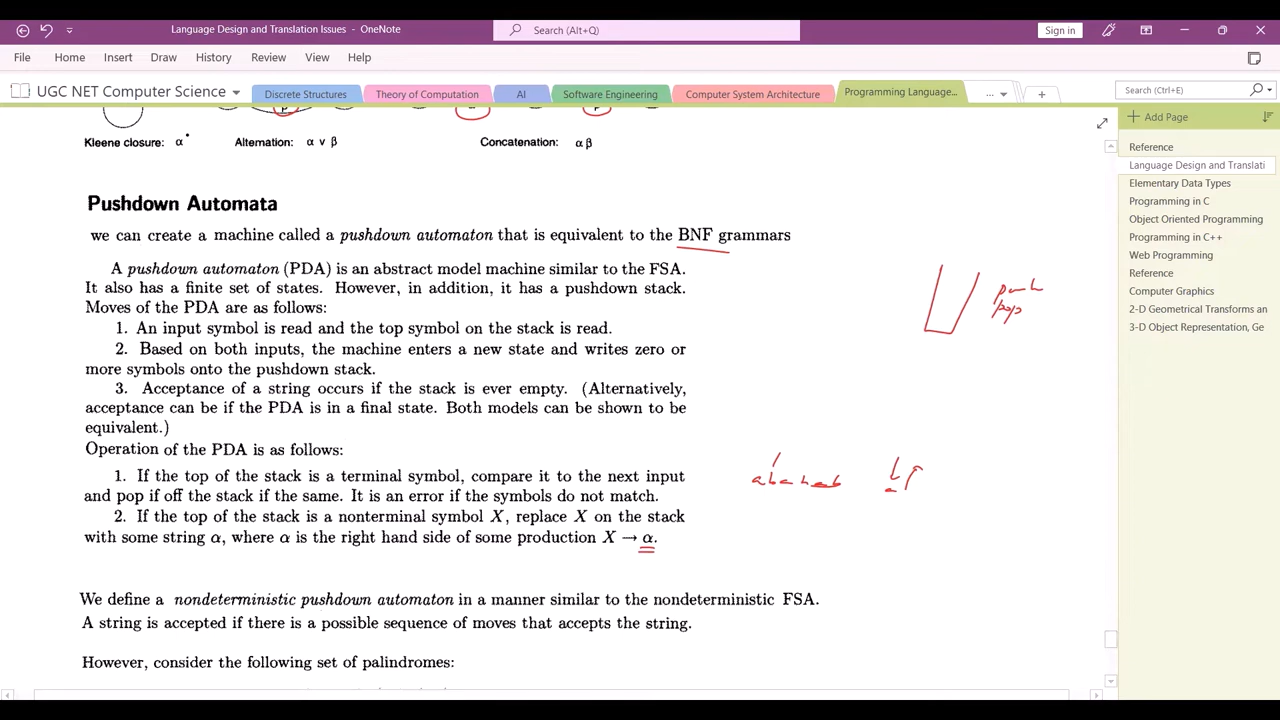 Language Design and Translation Issues - OneNote
Search (Alt+Q)
Sign in
File Home Insert Draw History Review View Help
UGC NET Computer Science
Discrete Structures
Theory of Computation
AI
Software Engineering
Computer System Architecture
Programming Language...
...
Search (Ctrl+E)
Add Page
Reference
Language Design and Translati
Elementary Data Types
Programming in C
Object Oriented Programming
Programming in C++
Web Programming
Reference
Computer Graphics
2-D Geometrical Transforms an
3-D Object Representation, Ge
Kleene closure: α* Alternation: α ∨ β Concatenation: α β
Pushdown Automata
we can create a machine called a pushdown automaton that is equivalent to the BNF grammars
A pushdown automaton (PDA) is an abstract model machine similar to the FSA.
It also has a finite set of states. However, in addition, it has a pushdown stack.
Moves of the PDA are as follows:
1. An input symbol is read and the top symbol on the stack is read.
2. Based on both inputs, the machine enters a new state and writes zero or
more symbols onto the pushdown stack.
3. Acceptance of a string occurs if the stack is ever empty. (Alternatively,
acceptance can be if the PDA is in a final state. Both models can be shown to be
equivalent.)
push
pop
Operation of the PDA is as follows:
1. If the top of the stack is a terminal symbol, compare it to the next input
and pop if off the stack if the same. It is an error if the symbols do not match.
2. If the top of the stack is a nonterminal symbol X, replace X on the stack
with some string α, where α is the right hand side of some production X → α.
We define a nondeterministic pushdown automaton in a manner similar to the nondeterministic FSA.
A string is accepted if there is a possible sequence of moves that accepts the string.
However, consider the following set of palindromes: